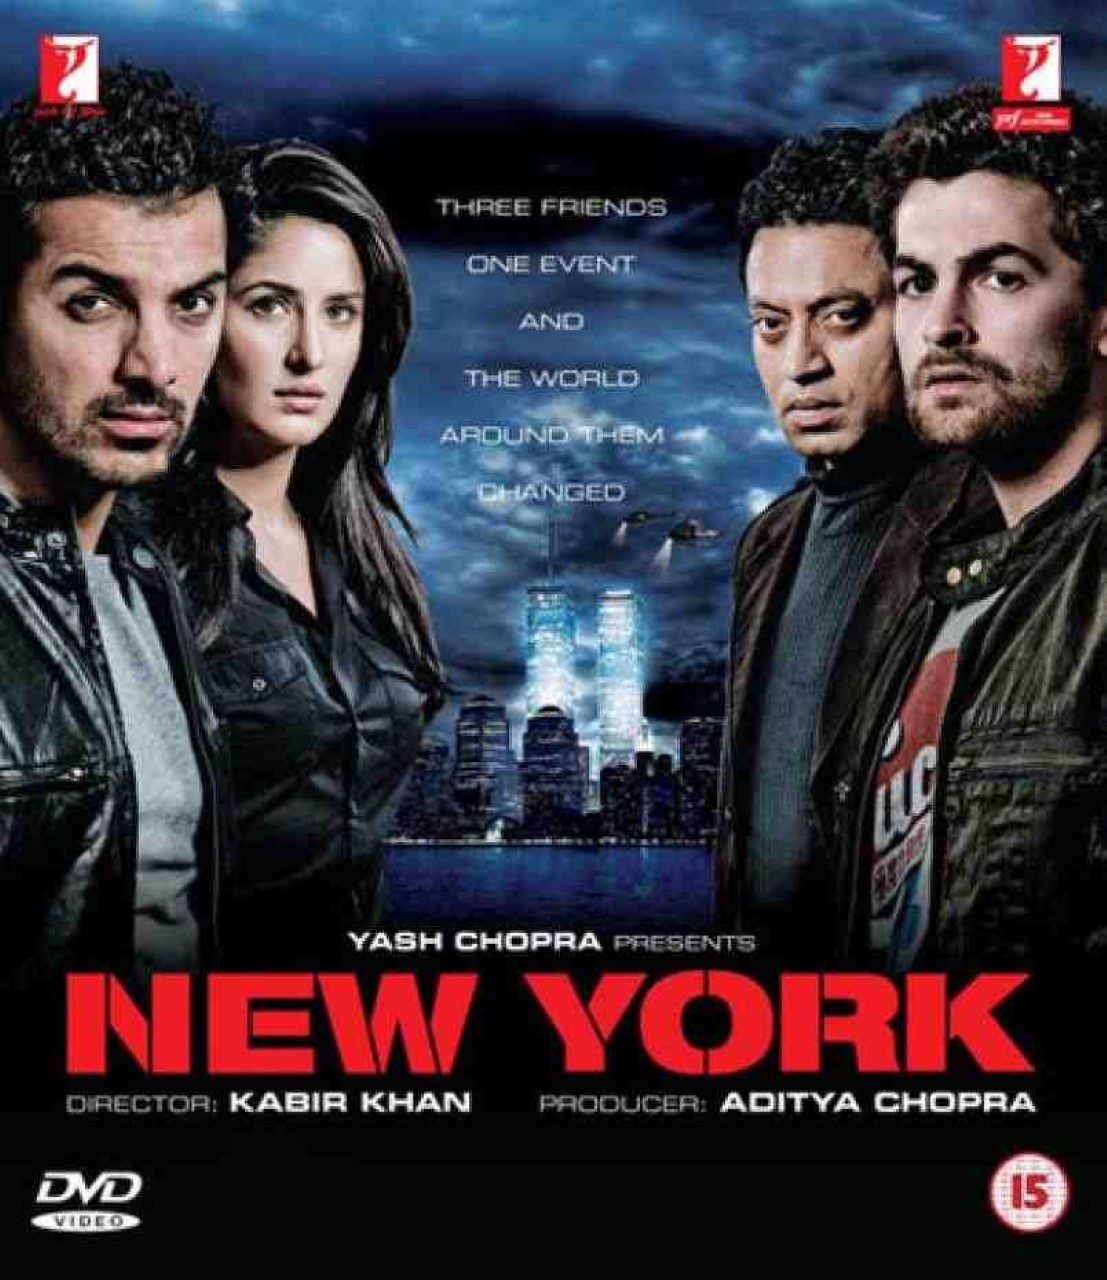 THREE FRIENDS
ONE EVENT
AND
THE WORLD
AROUND THEM
CHANGED
YASH CHOPRA PRESENTS
NEW YORK
DIRECTOR: KABIR KHAN
PRODUCER: ADITYA CHOPRA
DVD
VIDEO
15
yrf